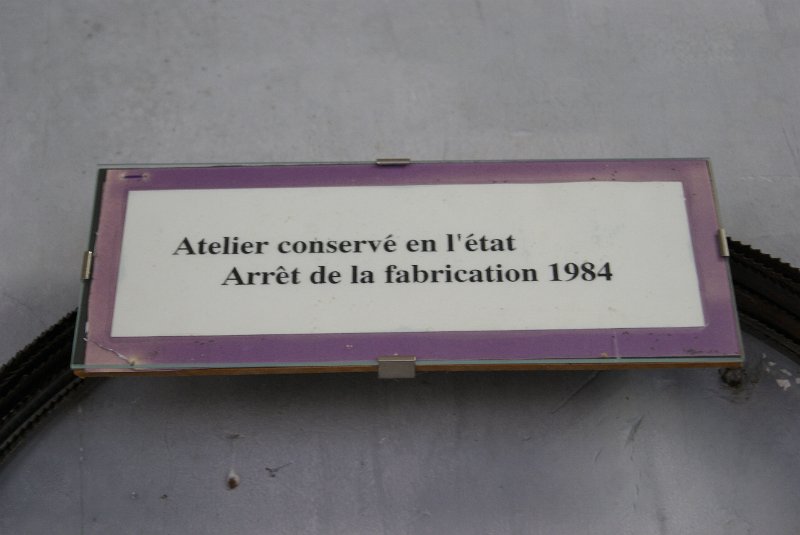 Atelier conservé en l'état
Arrêt de la fabrication 1984